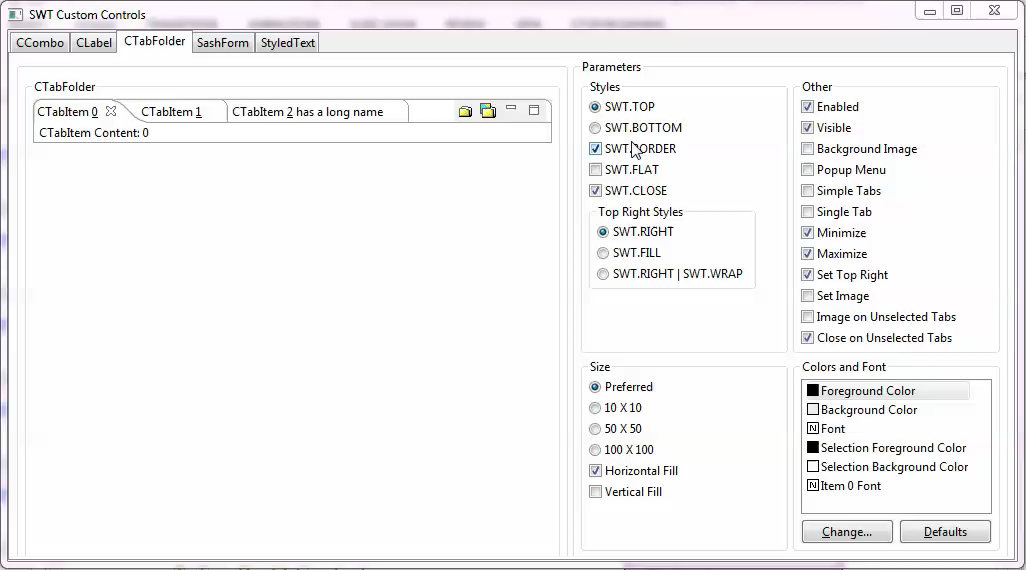 SWT Custom Controls
CCombo
CLabel
CTabFolder
SashForm
StyledText
CTabFolder
CTabItem 0
CTabItem 1
CTabItem 2 has a long name
CTabItem Content: 0
Parameters
Styles
SWT.TOP
SWT.BOTTOM
SWT.BORDER
SWT.FLAT
SWT.CLOSE
Top Right Styles
SWT.RIGHT
SWT.FILL
SWT.RIGHT | SWT.WRAP
Other
Enabled
Visible
Background Image
Popup Menu
Simple Tabs
Single Tab
Minimize
Maximize
Set Top Right
Set Image
Image on Unselected Tabs
Close on Unselected Tabs
Size
Preferred
10 X 10
50 X 50
100 X 100
Horizontal Fill
Vertical Fill
Colors and Font
Foreground Color
Background Color
N Font
Selection Foreground Color
Selection Background Color
N Item 0 Font
Change...
Defaults